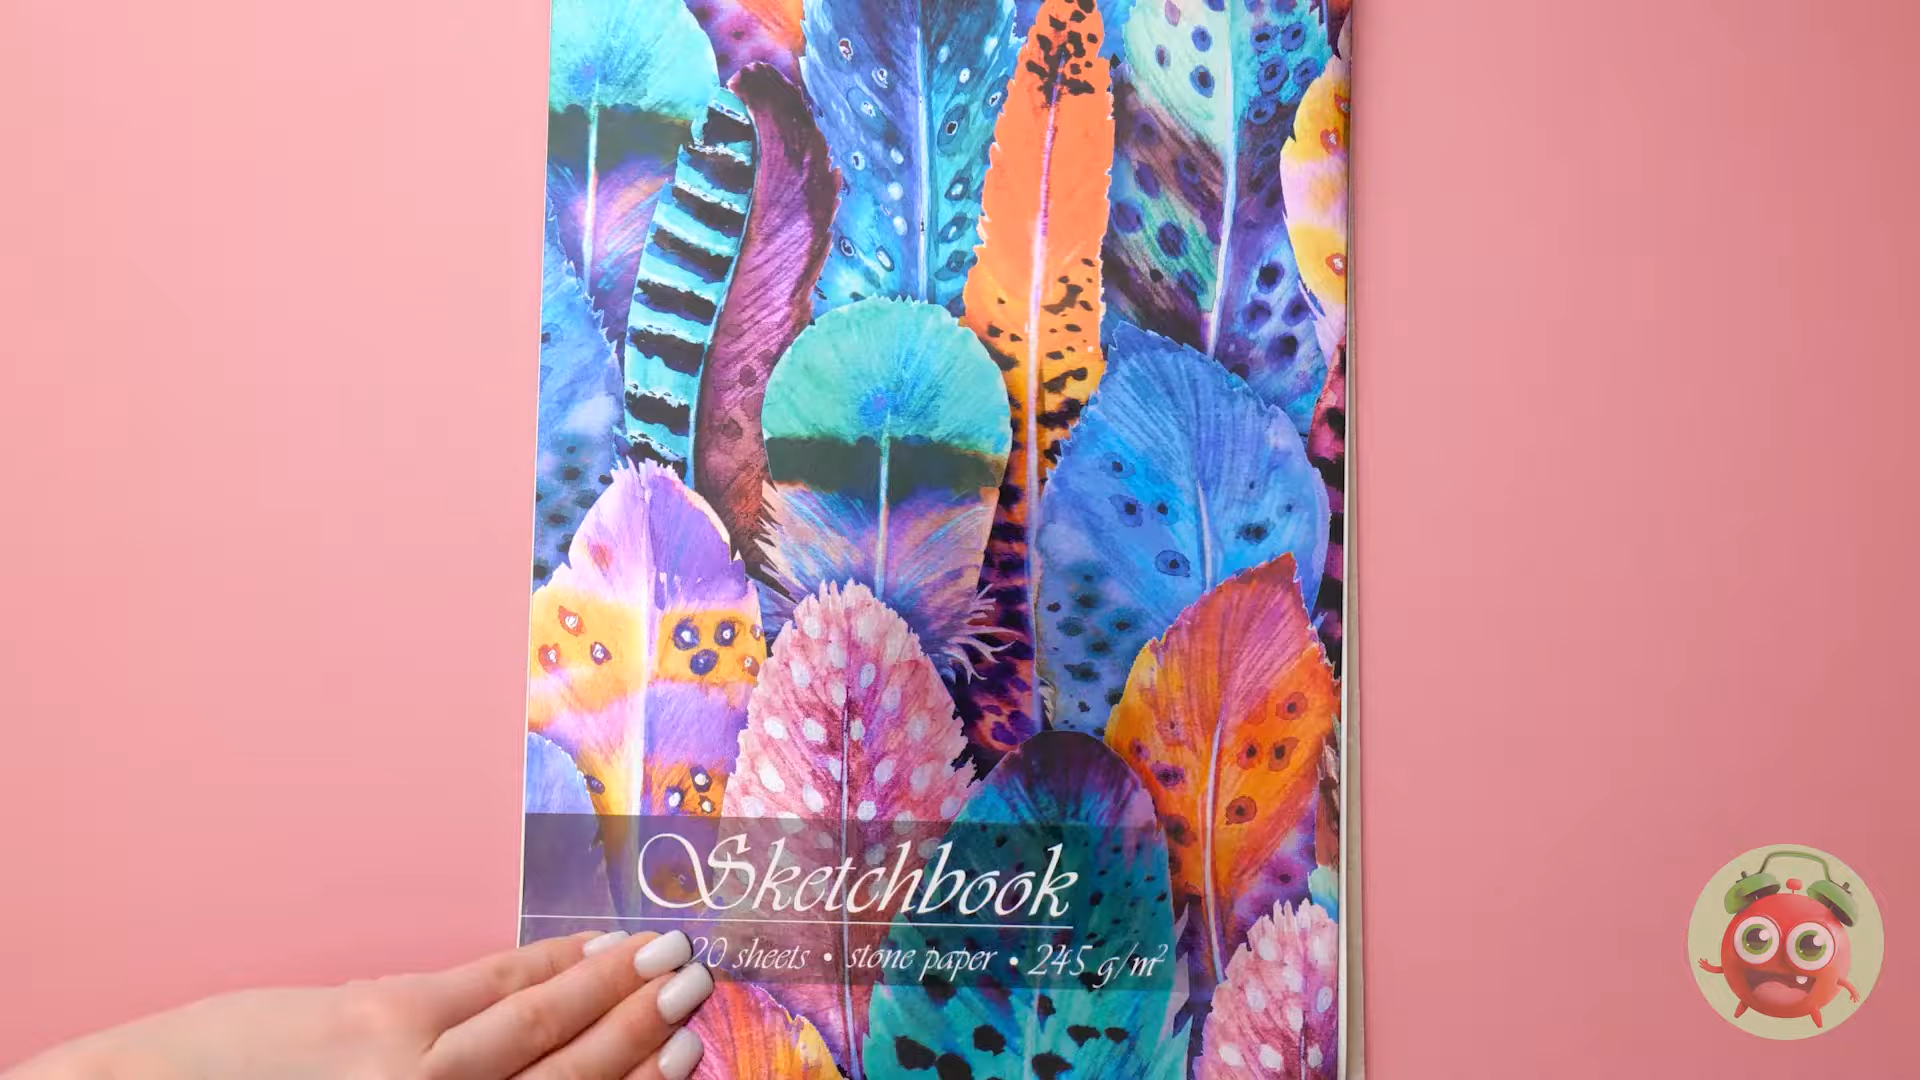 Sketchbook
20 sheets • stone paper • 245 g/m²